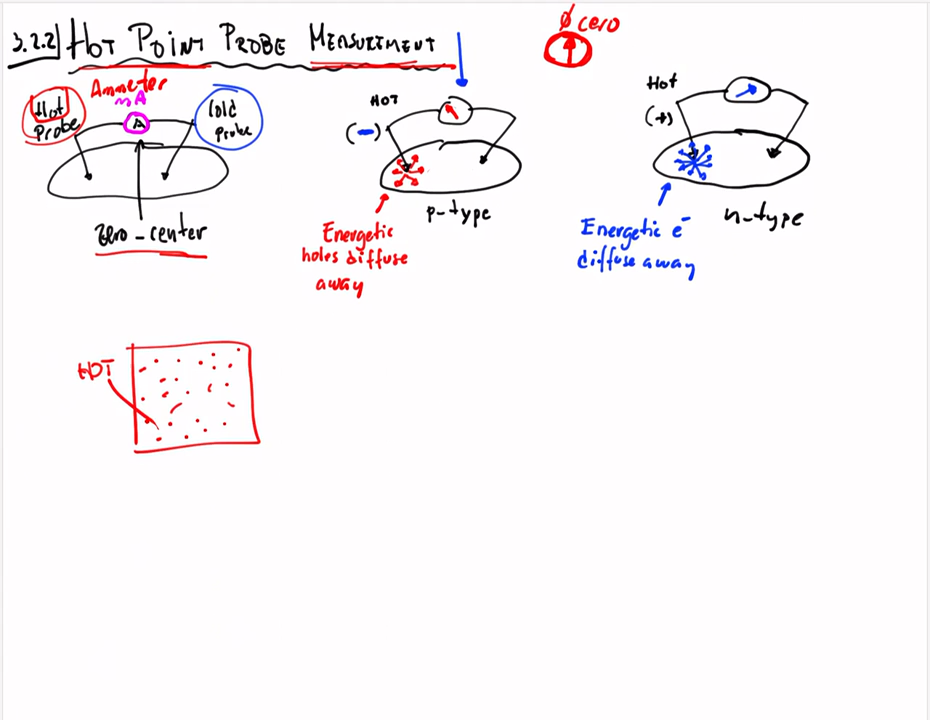 3.2.2 HOT POINT PROBE MEASUREMENT
φ cero
Ammeter
mA
Hot
Probe
A
Cold
Probe
zero-center
HOT
(-)
p-type
Energetic
holes diffuse
away
Hot
(+)
n-type
Energetic e⁻
diffuse away
HOT